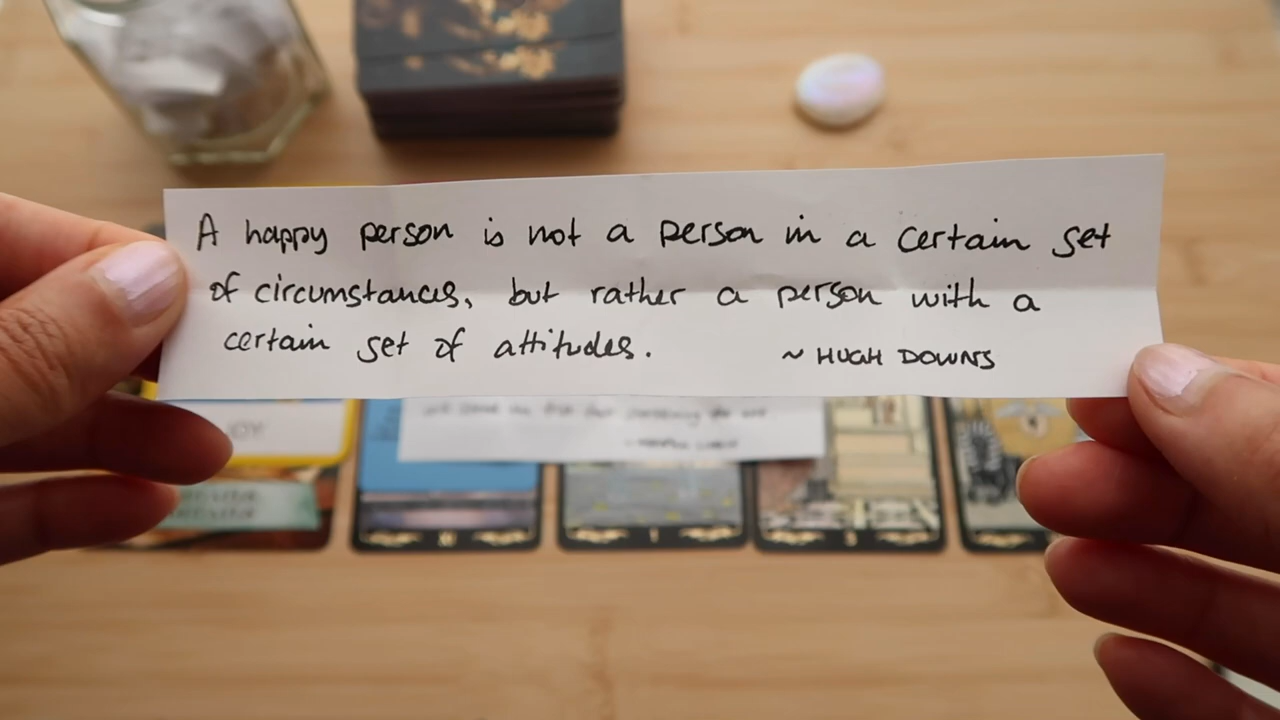 A happy person is not a person in a certain set
of circumstances, but rather a person with a
certain set of attitudes.
~ HUGH DOWNS
JOY